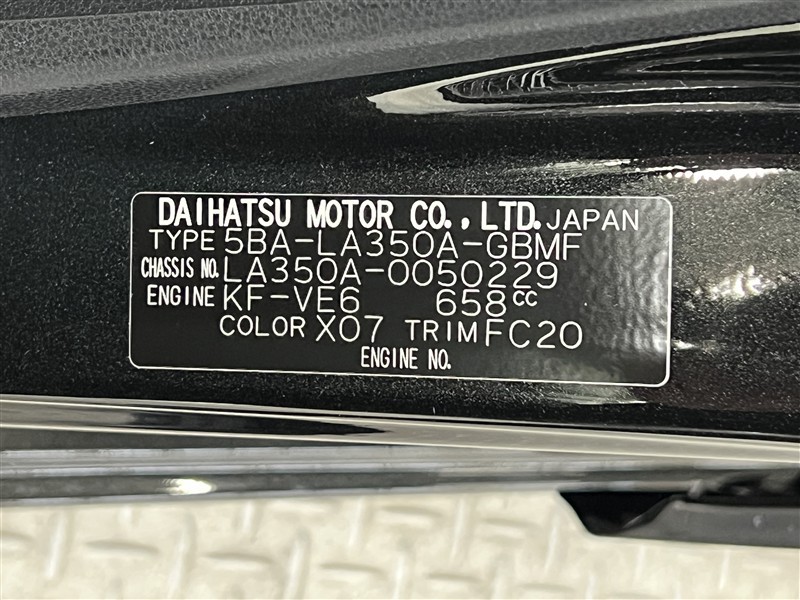 DAIHATSU MOTOR CO., LTD. JAPAN
TYPE 5BA-LA350A-GBMF
CHASSIS NO. LA350A-0050229
ENGINE KF-VE6 658cc
COLOR X07 TRIM FC20
ENGINE NO.